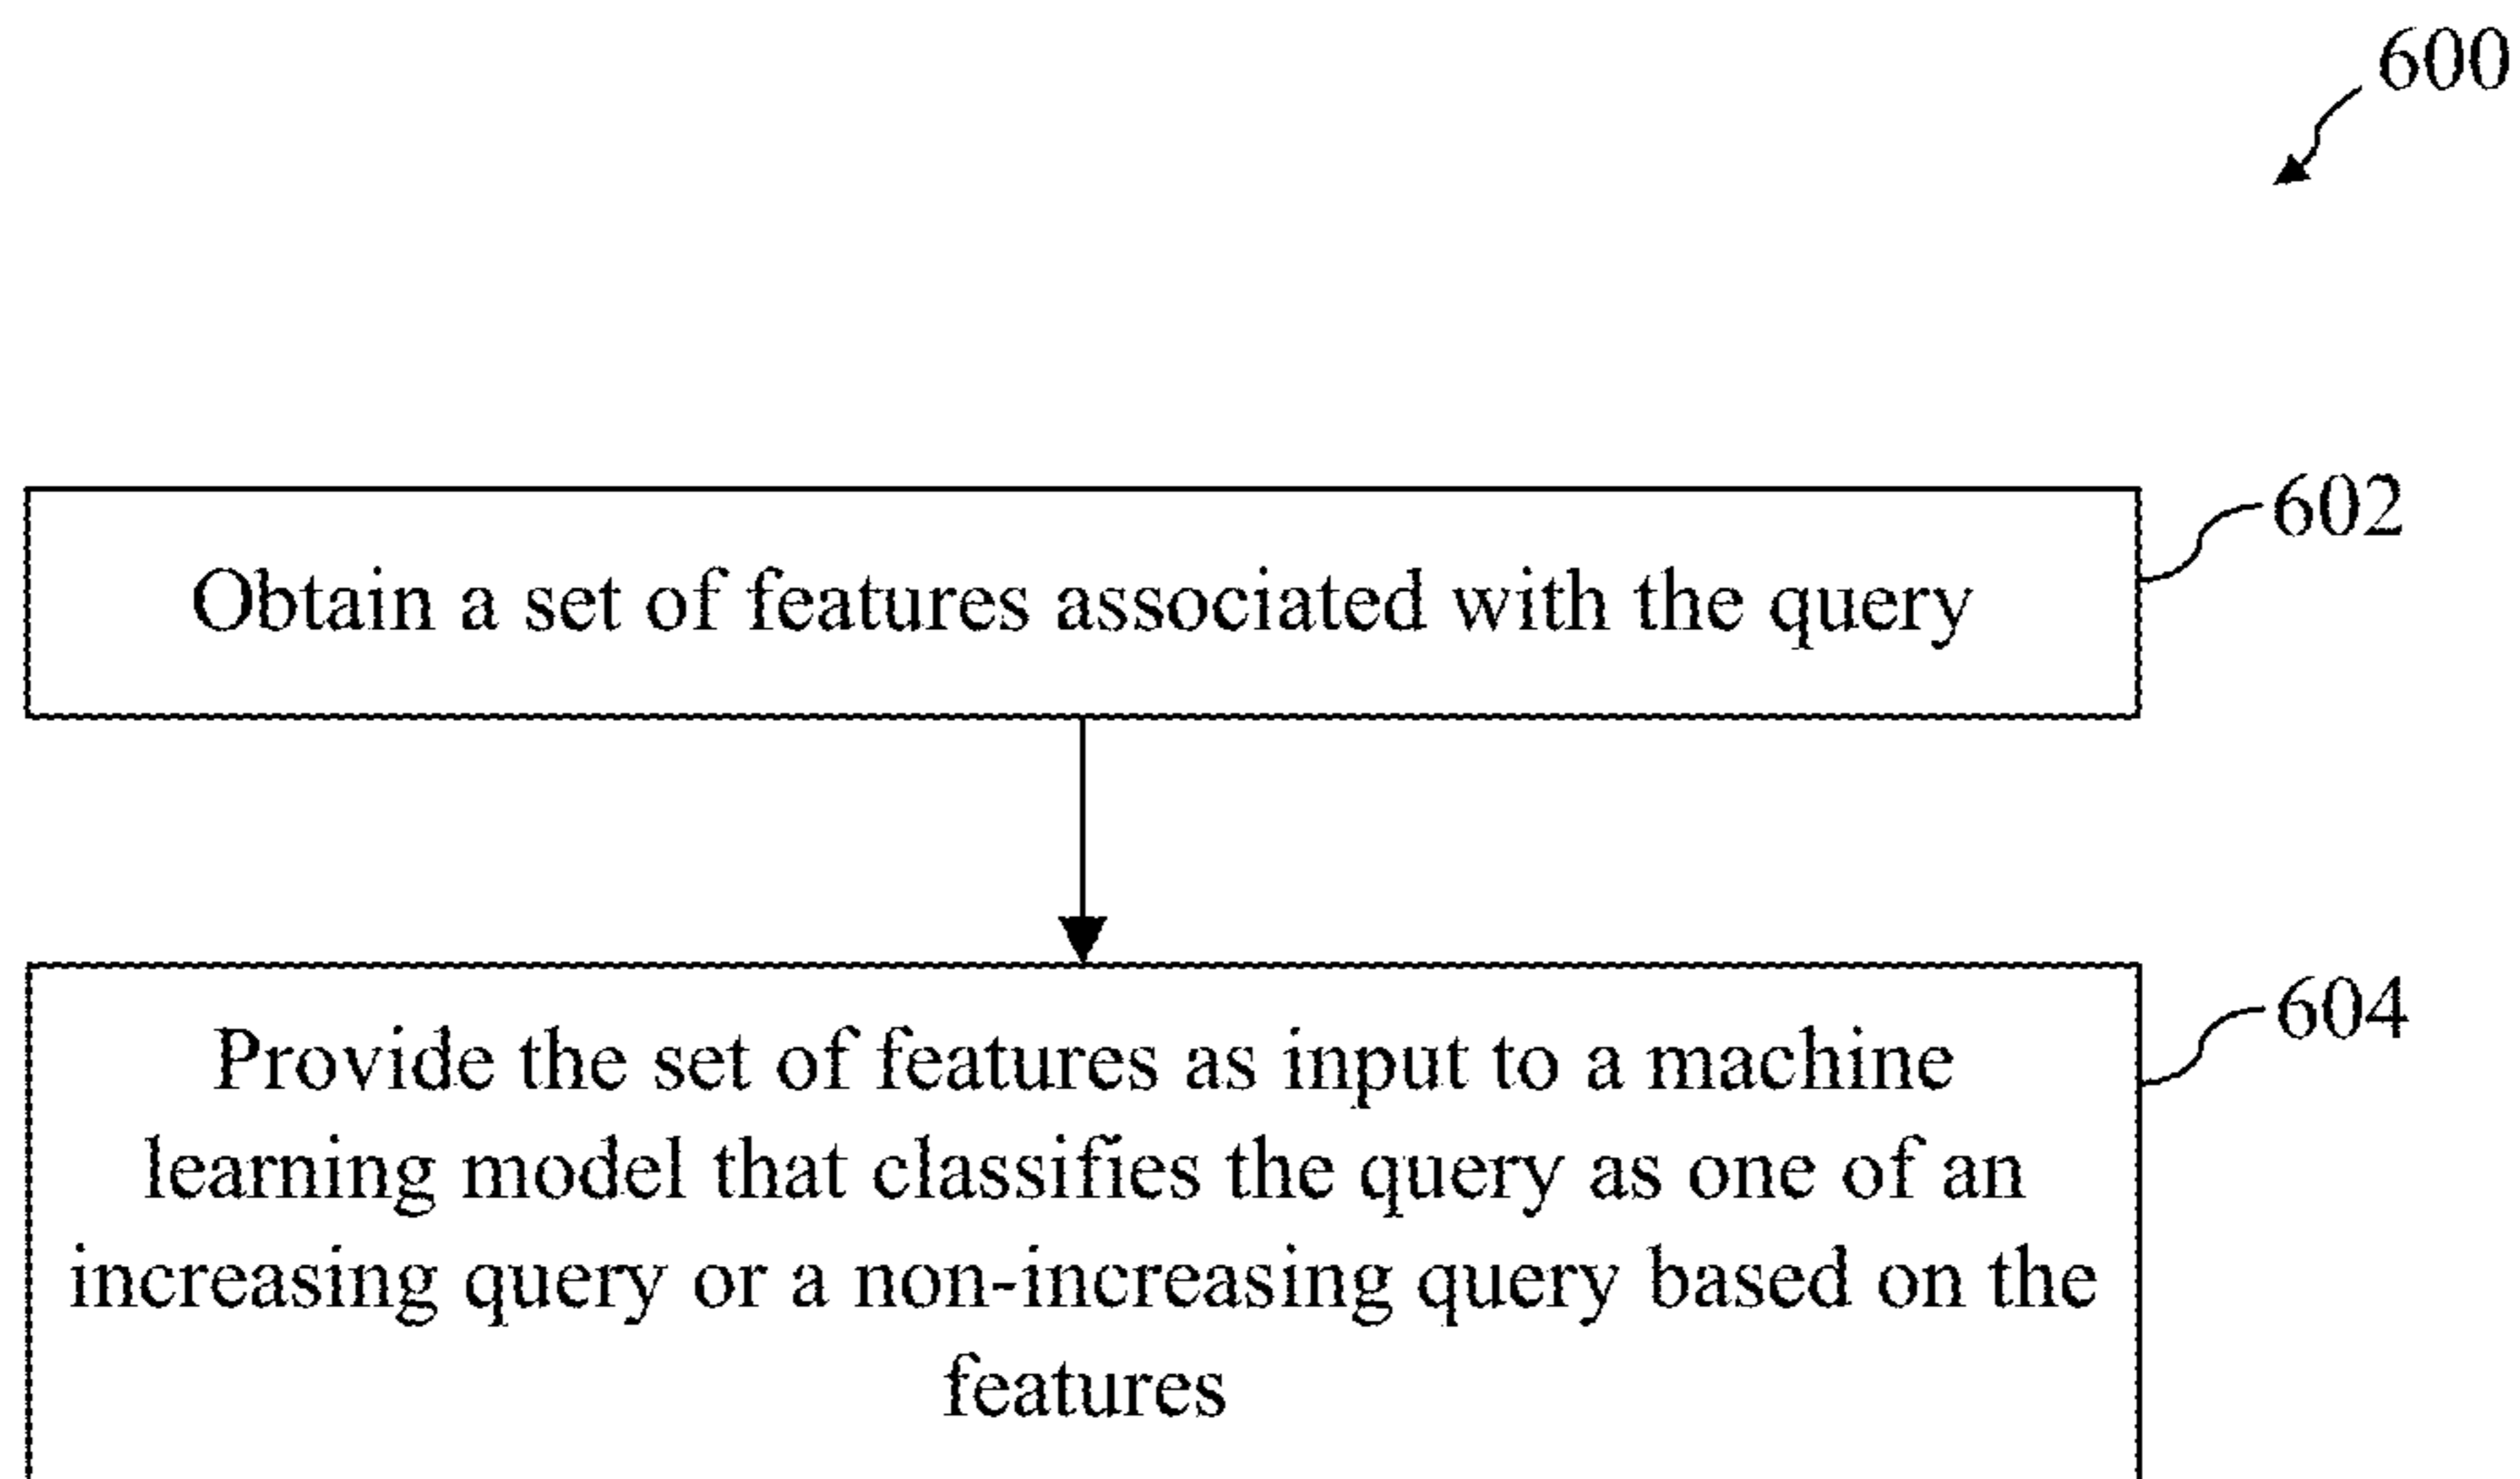 600
602
Obtain a set of features associated with the query
604
Provide the set of features as input to a machine
learning model that classifies the query as one of an
increasing query or a non-increasing query based on the
features